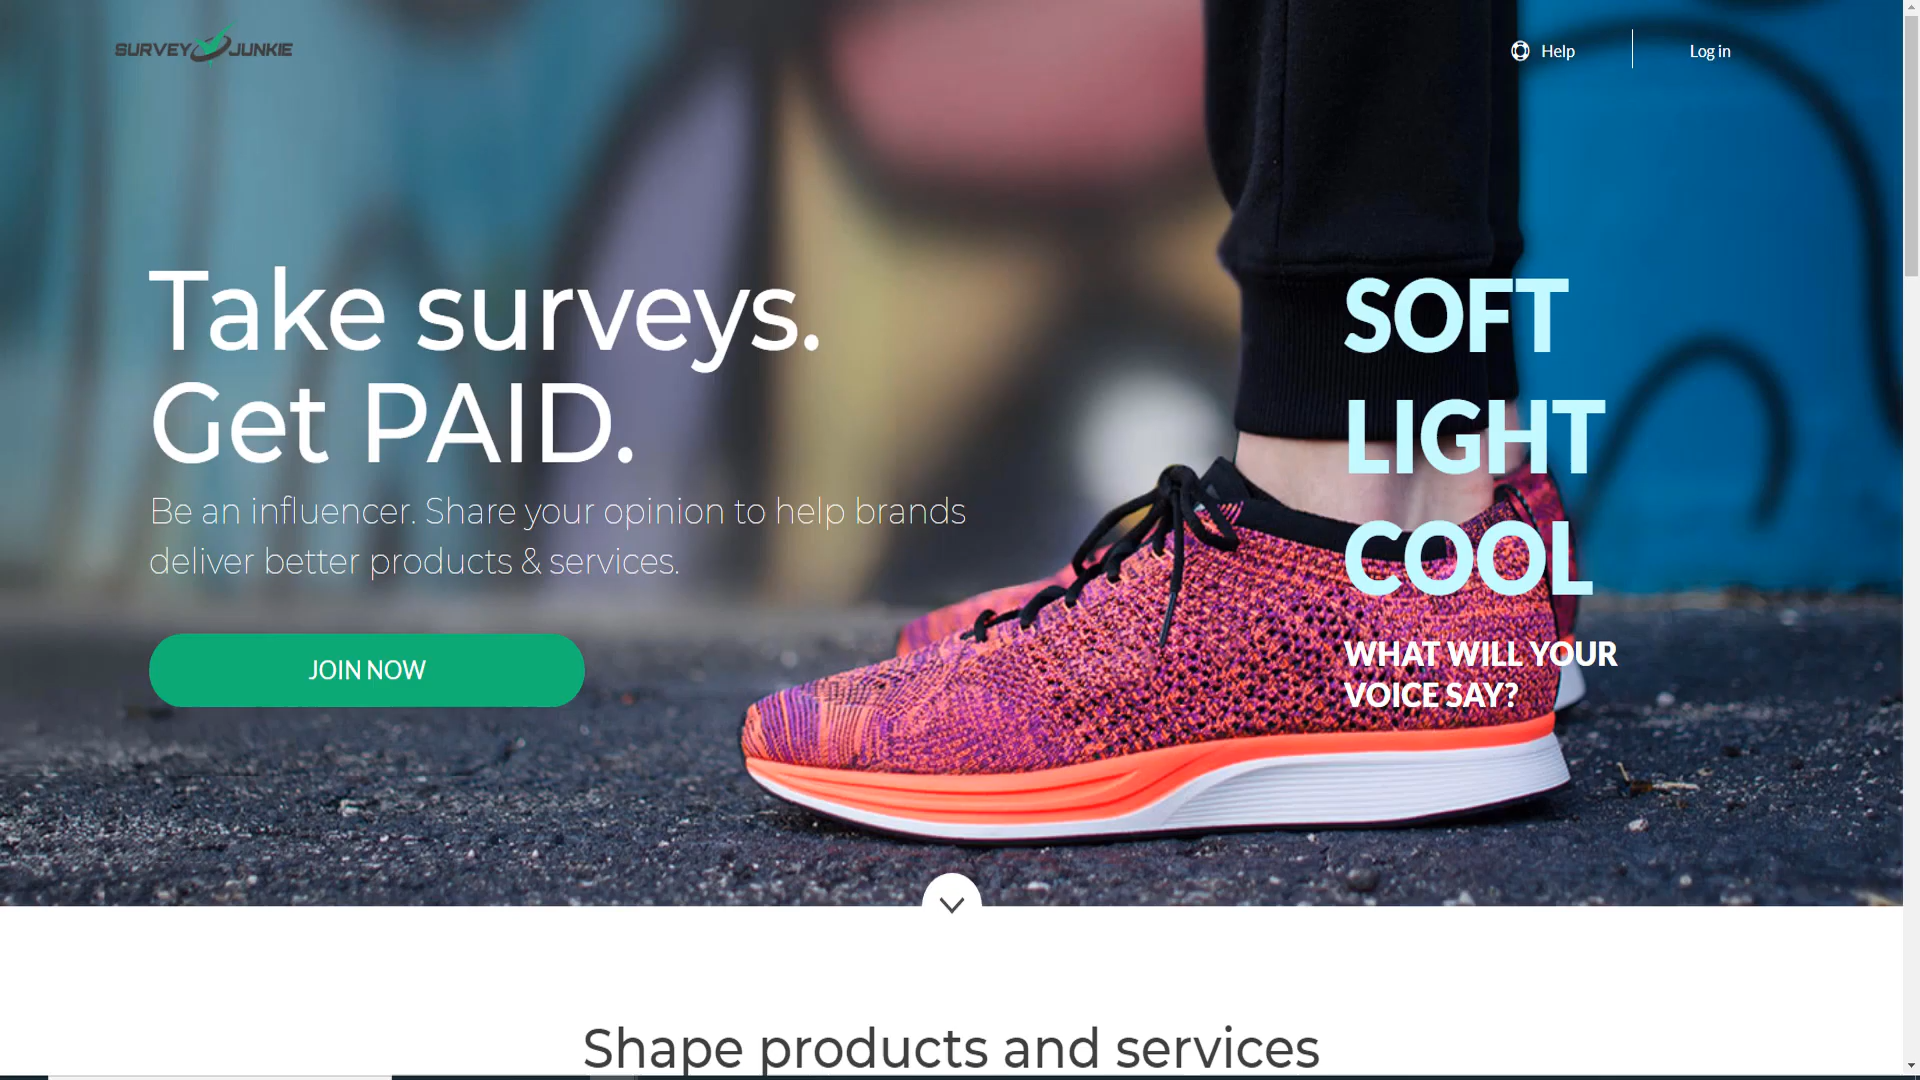 SURVEY JUNKIE
Help
Log in
Take surveys.
Get PAID.
Be an influencer. Share your opinion to help brands
deliver better products & services.
JOIN NOW
SOFT
LIGHT
COOL
WHAT WILL YOUR
VOICE SAY?
Shape products and services